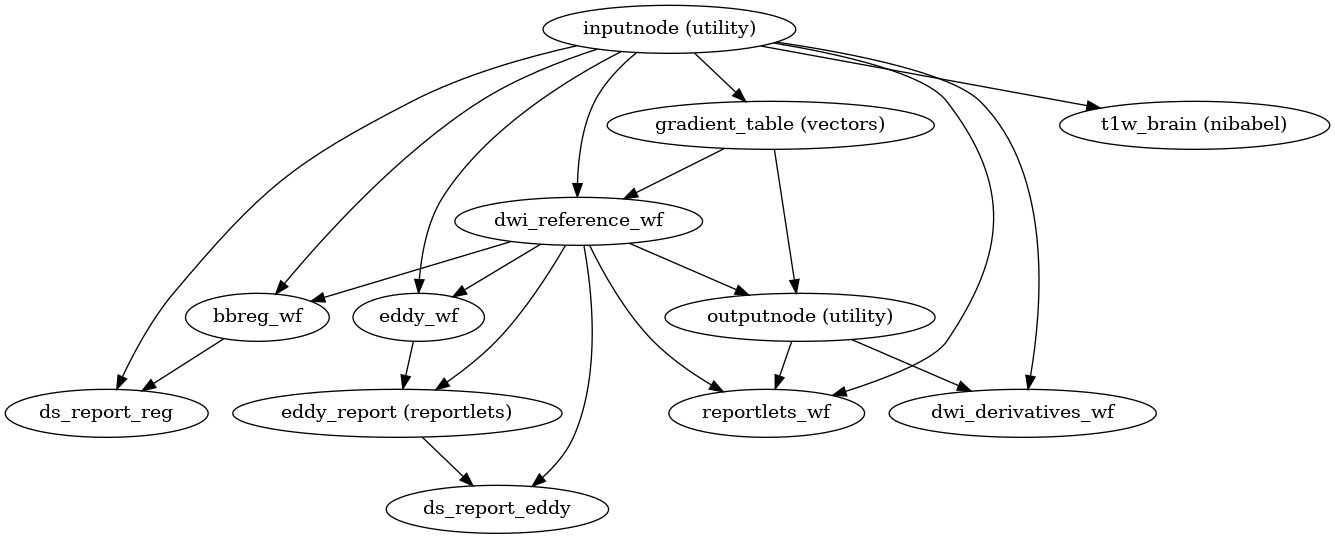 inputnode (utility)
gradient_table (vectors)
t1w_brain (nibabel)
dwi_reference_wf
bbreg_wf
eddy_wf
outputnode (utility)
ds_report_reg
eddy_report (reportlets)
reportlets_wf
dwi_derivatives_wf
ds_report_eddy